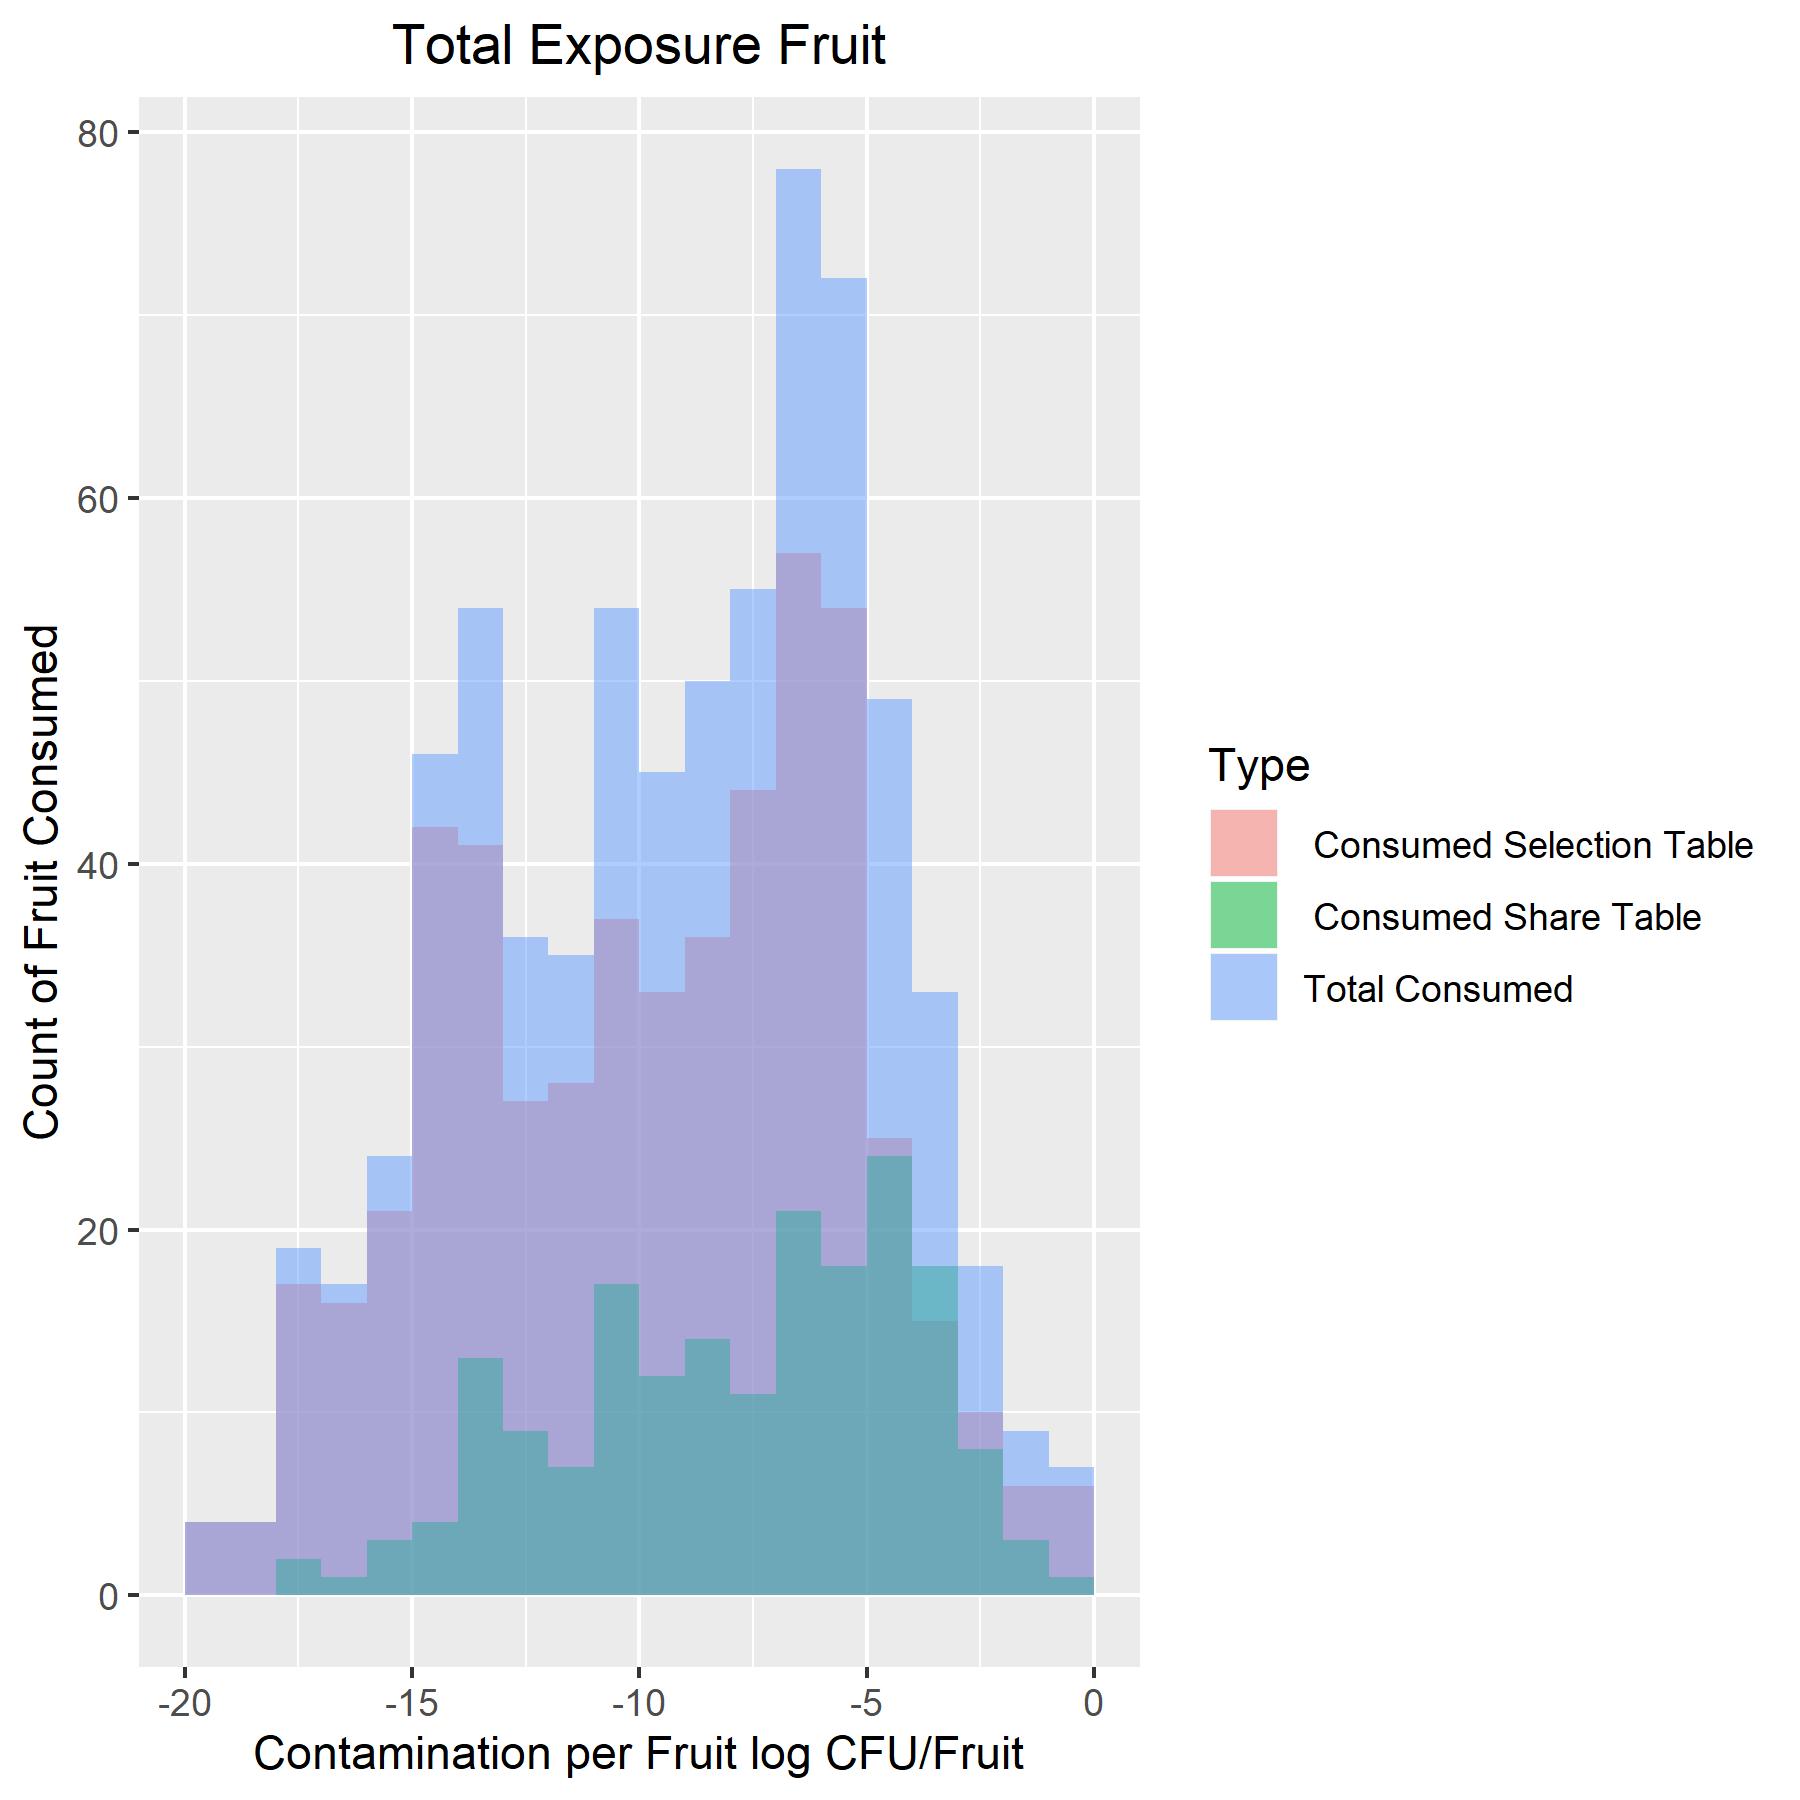 Total Exposure Fruit
80
60
40
20
0
Count of Fruit Consumed
-20 -15 -10 -5 0
Contamination per Fruit log CFU/Fruit
Type
Consumed Selection Table
Consumed Share Table
Total Consumed